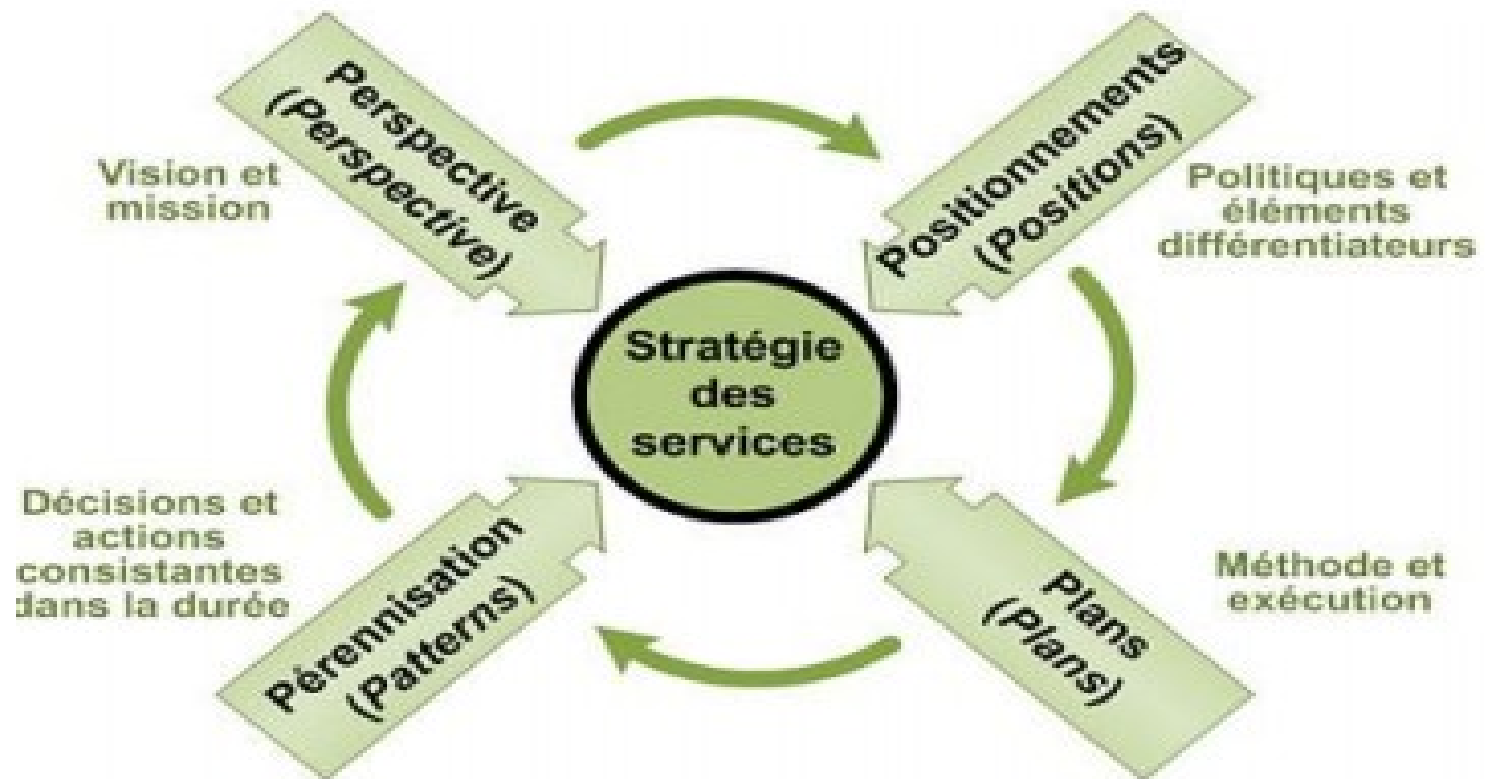 Perspective
(Perspective)
Positionnements
(Positions)
Vision et
mission
Politiques et
éléments
différentiateurs
Stratégie
des
services
Décisions et
actions
consistantes
dans la durée
Pérennisation
(Patterns)
Plans
(Plans)
Méthode et
exécution